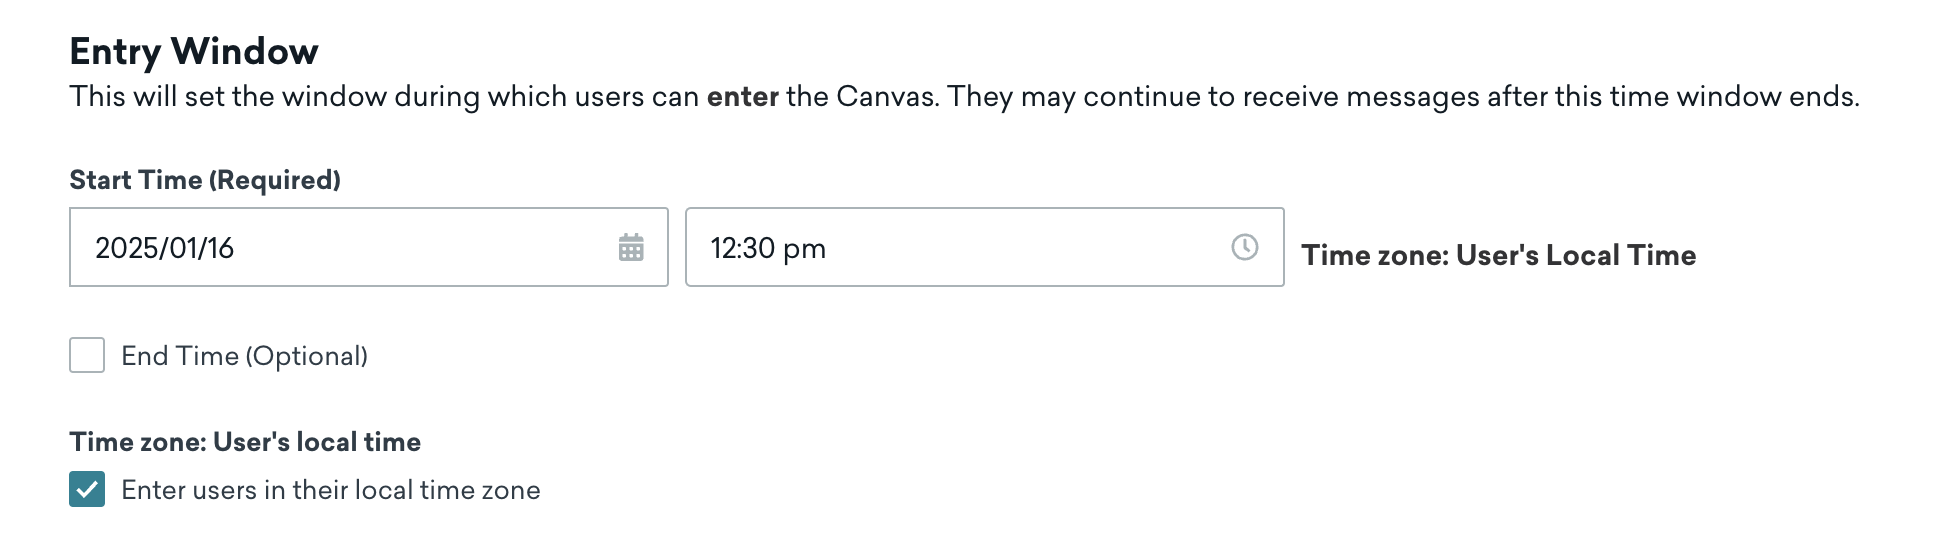 Entry Window
This will set the window during which users can enter the Canvas. They may continue to receive messages after this time window ends.
Start Time (Required)
2025/01/16
12:30 pm
Time zone: User's Local Time
End Time (Optional)
Time zone: User's local time
Enter users in their local time zone